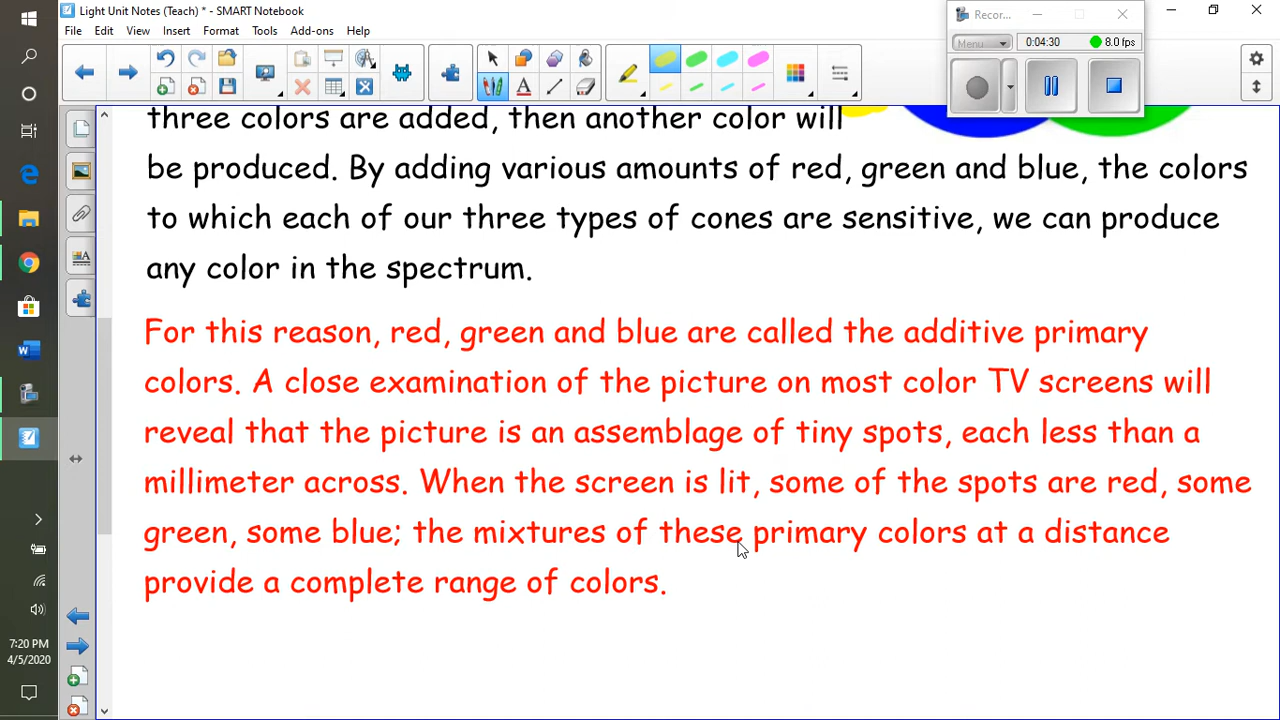 Light Unit Notes (Teach) * - SMART Notebook
File Edit View Insert Format Tools Add-ons Help
Recor...
Menu 0:04:30 8.0 fps
three colors are added, then another color will
be produced. By adding various amounts of red, green and blue, the colors
to which each of our three types of cones are sensitive, we can produce
any color in the spectrum.
For this reason, red, green and blue are called the additive primary
colors. A close examination of the picture on most color TV screens will
reveal that the picture is an assemblage of tiny spots, each less than a
millimeter across. When the screen is lit, some of the spots are red, some
green, some blue; the mixtures of these primary colors at a distance
provide a complete range of colors.
7:20 PM
4/5/2020